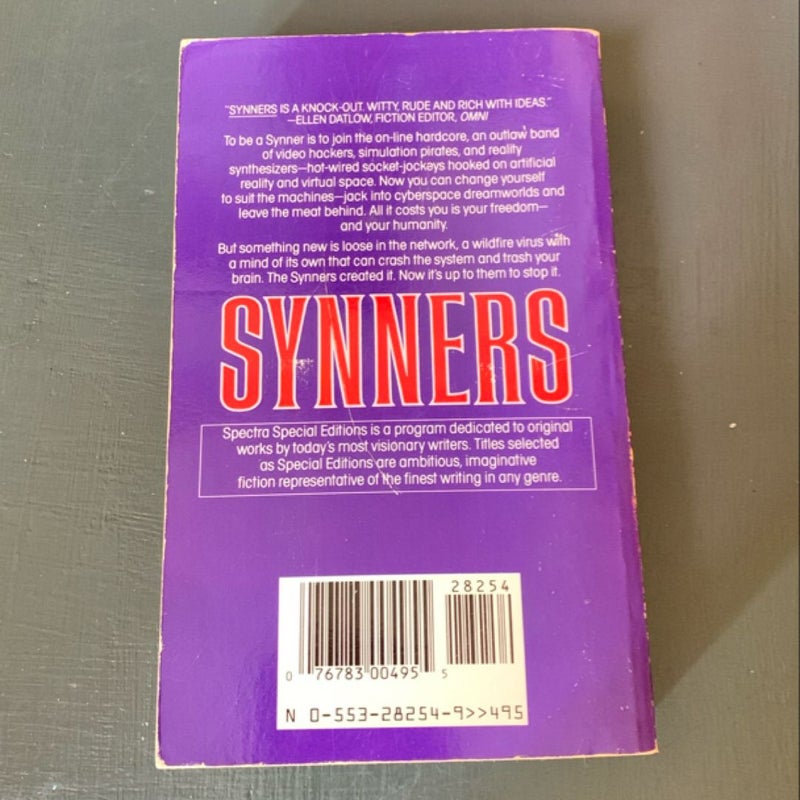 "SYNNERS IS A KNOCK-OUT. WITTY, RUDE AND RICH WITH IDEAS."
—ELLEN DATLOW, FICTION EDITOR, OMNI
To be a Synner is to join the on-line hardcore, an outlaw band
of video hackers, simulation pirates, and reality
synthesizers—hot-wired socket-jockeys hooked on artificial
reality and virtual space. Now you can change yourself
to suit the machines—jack into cyberspace dreamworlds and
leave the meat behind. All it costs you is your freedom—
and your humanity.
But something new is loose in the network, a wildfire virus with
a mind of its own that can crash the system and trash your
brain. The Synners created it. Now it's up to them to stop it.
SYNNERS
Spectra Special Editions is a program dedicated to original
works by today's most visionary writers. Titles selected
as Special Editions are ambitious, imaginative
fiction representative of the finest writing in any genre.
28254
0 76783 00495 5
N 0-553-28254-9>>495